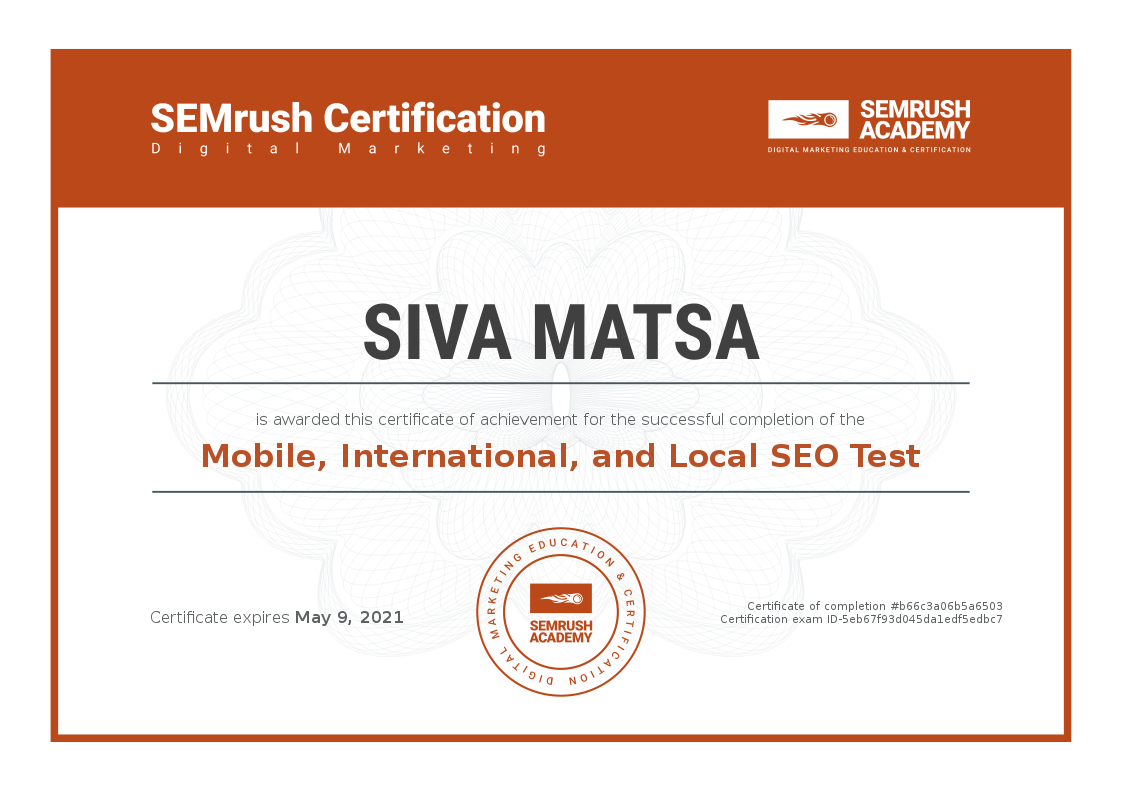 SEMrush Certification
Digital Marketing
SEMRUSH
ACADEMY
DIGITAL MARKETING EDUCATION & CERTIFICATION
SIVA MATSA
is awarded this certificate of achievement for the successful completion of the
Mobile, International, and Local SEO Test
Certificate expires May 9, 2021
DIGITAL MARKETING EDUCATION & CERTIFICATION
SEMRUSH
ACADEMY
Certificate of completion #b66c3a06b5a6503
Certification exam ID-5eb67f93d045da1edf5edbc7